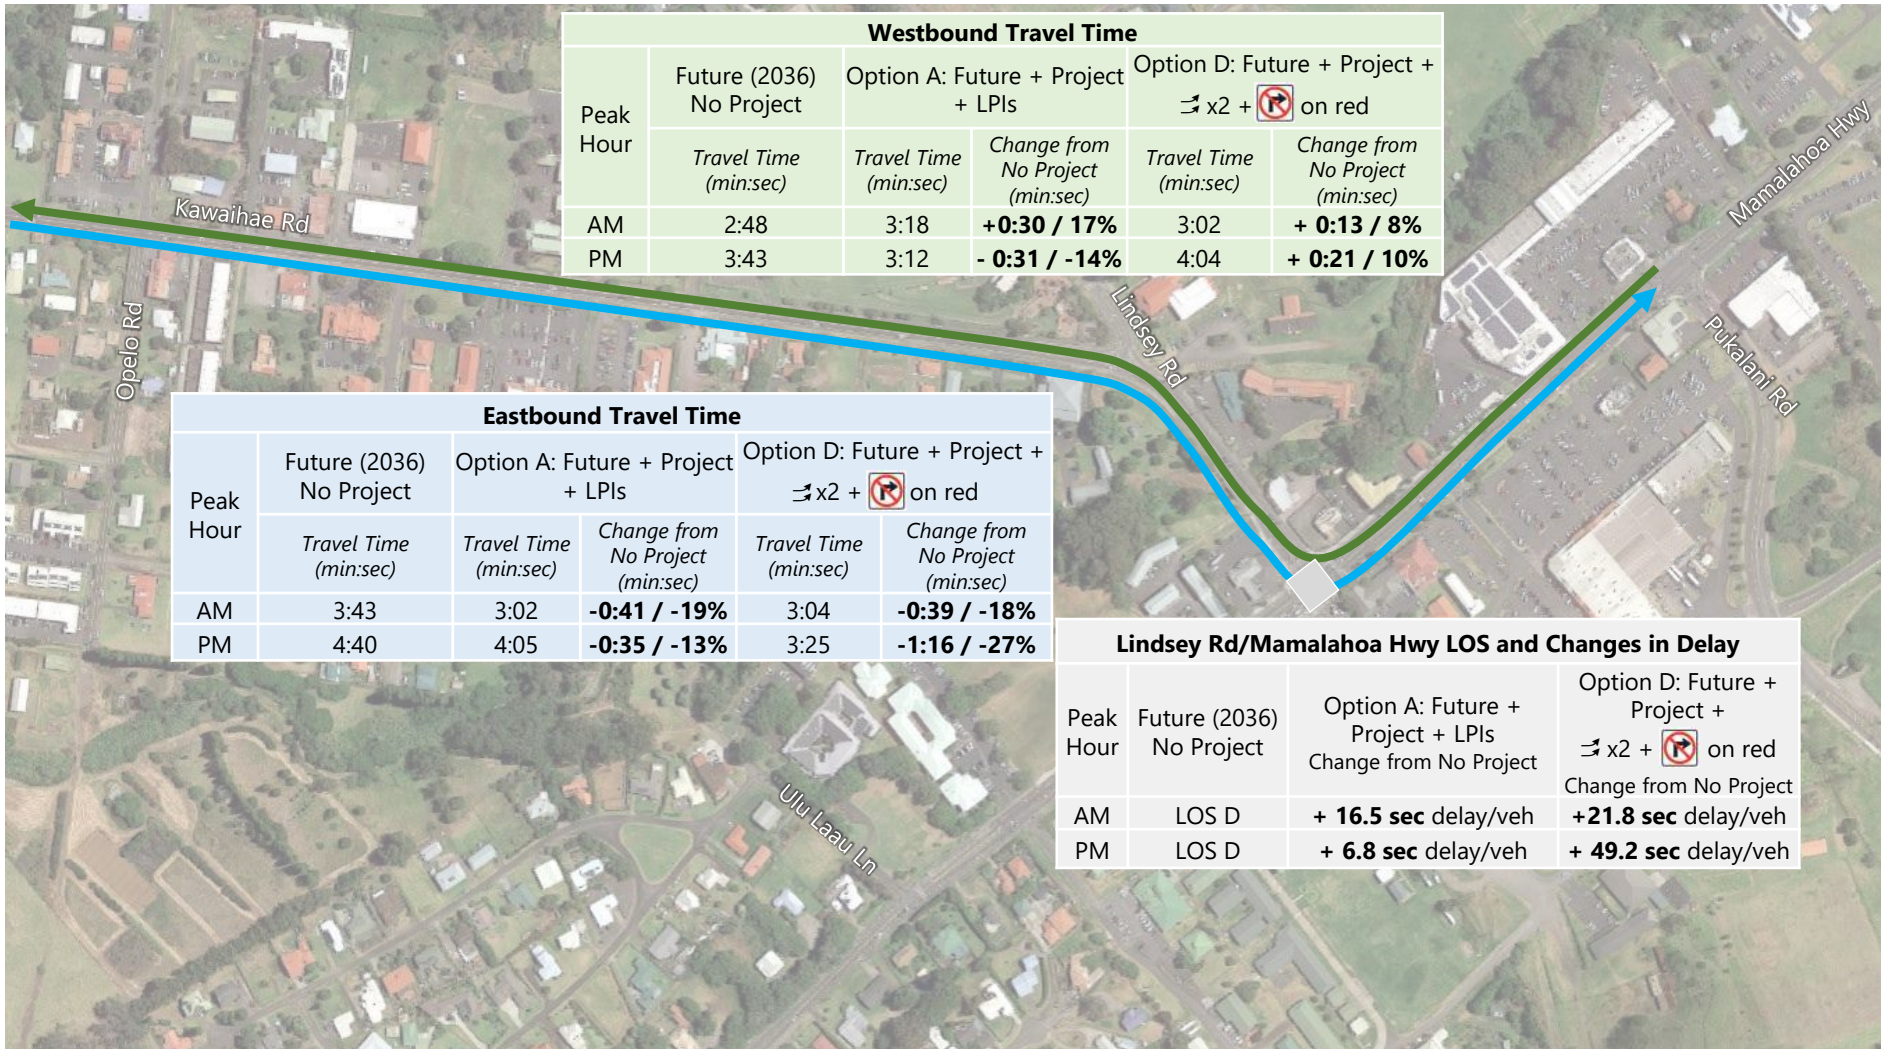 Westbound Travel Time
Peak Hour
Future (2036) No Project
Option A: Future + Project + LPIs
Option D: Future + Project + x2 + on red
Travel Time (min:sec)
Travel Time (min:sec)
Change from No Project (min:sec)
Travel Time (min:sec)
Change from No Project (min:sec)
AM 2:48 3:18 +0:30 / 17% 3:02 + 0:13 / 8%
PM 3:43 3:12 - 0:31 / -14% 4:04 + 0:21 / 10%
Mamalahoa Hwy
Kawaihae Rd
Opelo Rd
Lindsey Rd
Pukalani Rd
Eastbound Travel Time
Peak Hour
Future (2036) No Project
Option A: Future + Project + LPIs
Option D: Future + Project + x2 + on red
Travel Time (min:sec)
Travel Time (min:sec)
Change from No Project (min:sec)
Travel Time (min:sec)
Change from No Project (min:sec)
AM 3:43 3:02 -0:41 / -19% 3:04 -0:39 / -18%
PM 4:40 4:05 -0:35 / -13% 3:25 -1:16 / -27%
Lindsey Rd/Mamalahoa Hwy LOS and Changes in Delay
Peak Hour
Future (2036) No Project
Option A: Future + Project + LPIs
Change from No Project
Option D: Future + Project + x2 + on red
Change from No Project
AM LOS D + 16.5 sec delay/veh +21.8 sec delay/veh
PM LOS D + 6.8 sec delay/veh + 49.2 sec delay/veh
Ulu Laau Ln